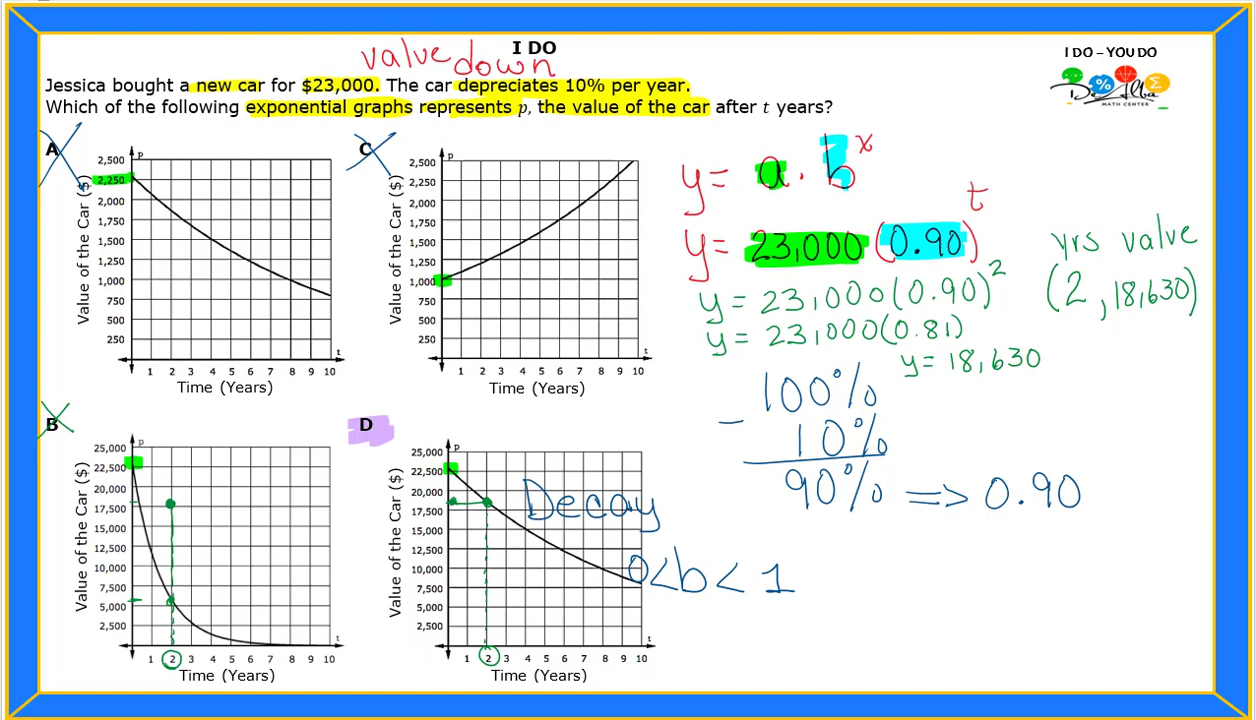 I DO
value down
Jessica bought a new car for $23,000. The car depreciates 10% per year.
Which of the following exponential graphs represents p, the value of the car after t years?
I DO – YOU DO
De Alba
MATH CENTER
A
p
2,500
2,250
2,000
1,750
1,500
1,250
1,000
750
500
250
Value of the Car ($)
t
1 2 3 4 5 6 7 8 9 10
Time (Years)
C
p
2,500
2,250
2,000
1,750
1,500
1,250
1,000
750
500
250
Value of the Car ($)
t
1 2 3 4 5 6 7 8 9 10
Time (Years)
B
p
25,000
22,500
20,000
17,500
15,000
12,500
10,000
7,500
5,000
2,500
Value of the Car ($)
t
1 2 3 4 5 6 7 8 9 10
Time (Years)
D
p
25,000
22,500
20,000
17,500
15,000
12,500
10,000
7,500
5,000
2,500
Value of the Car ($)
t
1 2 3 4 5 6 7 8 9 10
Time (Years)
Decay
0<b<1
y = a · b^x
y = 23,000 (0.90)^t
y = 23,000(0.90)^2
y = 23,000(0.81)
y = 18,630
yrs value
(2, 18,630)
100%
- 10%
90% => 0.90